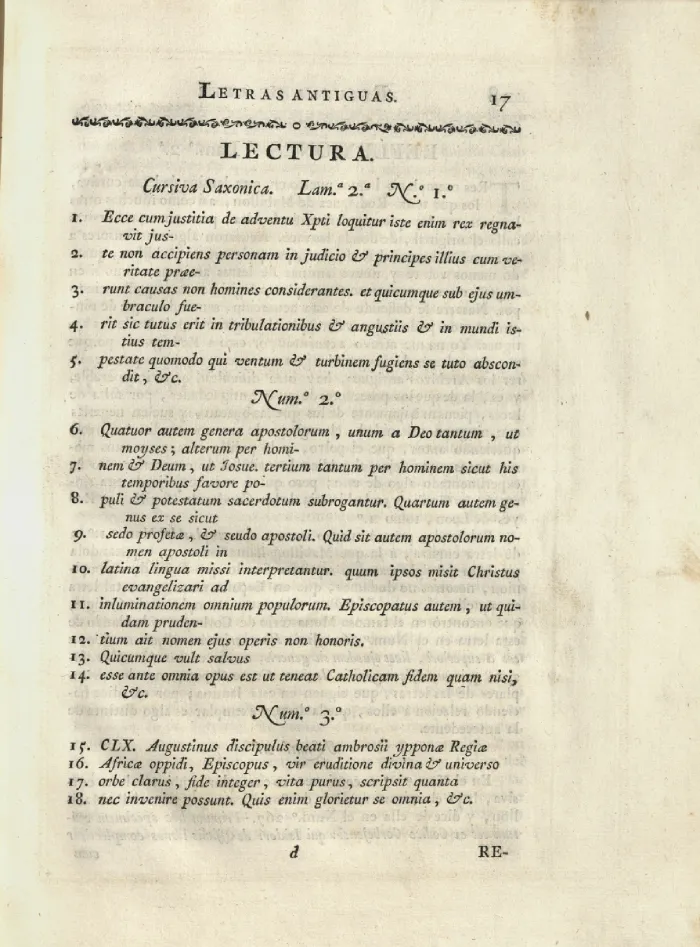 LETRAS ANTIGUAS. 17
o
LECTURA.
Cursiva Saxonica. Lam.ª 2.ª N.º 1.º
1. Ecce cum justitia de adventu Xpti loquitur iste enim rex regna-
vit jus-
2. te non accipiens personam in judicio & principes illius cum ve-
ritate præe-
3. runt causas non homines considerantes. et quicumque sub ejus um-
braculo fue-
4. rit sic tutus erit in tribulationibus & angustiis & in mundi is-
tius tem-
5. pestate quomodo qui ventum & turbinem fugiens se tuto abscon-
dit, &c.
Num.º 2.º
6. Quatuor autem genera apostolorum, unum a Deo tantum, ut
moyses; alterum per homi-
7. nem & Deum, ut Josue. tertium tantum per hominem sicut his
temporibus favore po-
8. puli & potestatum sacerdotum subrogantur. Quartum autem ge-
nus ex se sicut
9. sedo profetæ, & seudo apostoli. Quid sit autem apostolorum no-
men apostoli in
10. latina lingua missi interpretantur. quum ipsos misit Christus
evangelizari ad
11. inluminationem omnium populorum. Episcopatus autem, ut qui-
dam pruden-
12. tium ait nomen ejus operis non honoris.
13. Quicumque vult salvus
14. esse ante omnia opus est ut teneat Catholicam fidem quam nisi,
&c.
Num.º 3.º
15. CLX. Augustinus discipulus beati ambrosii ypponæ Regiæ
16. Africæ oppidi, Episcopus, vir eruditione divina & universo
17. orbe clarus, fide integer, vita purus, scripsit quanta
18. nec invenire possunt. Quis enim glorietur se omnia, &c.
d RE-